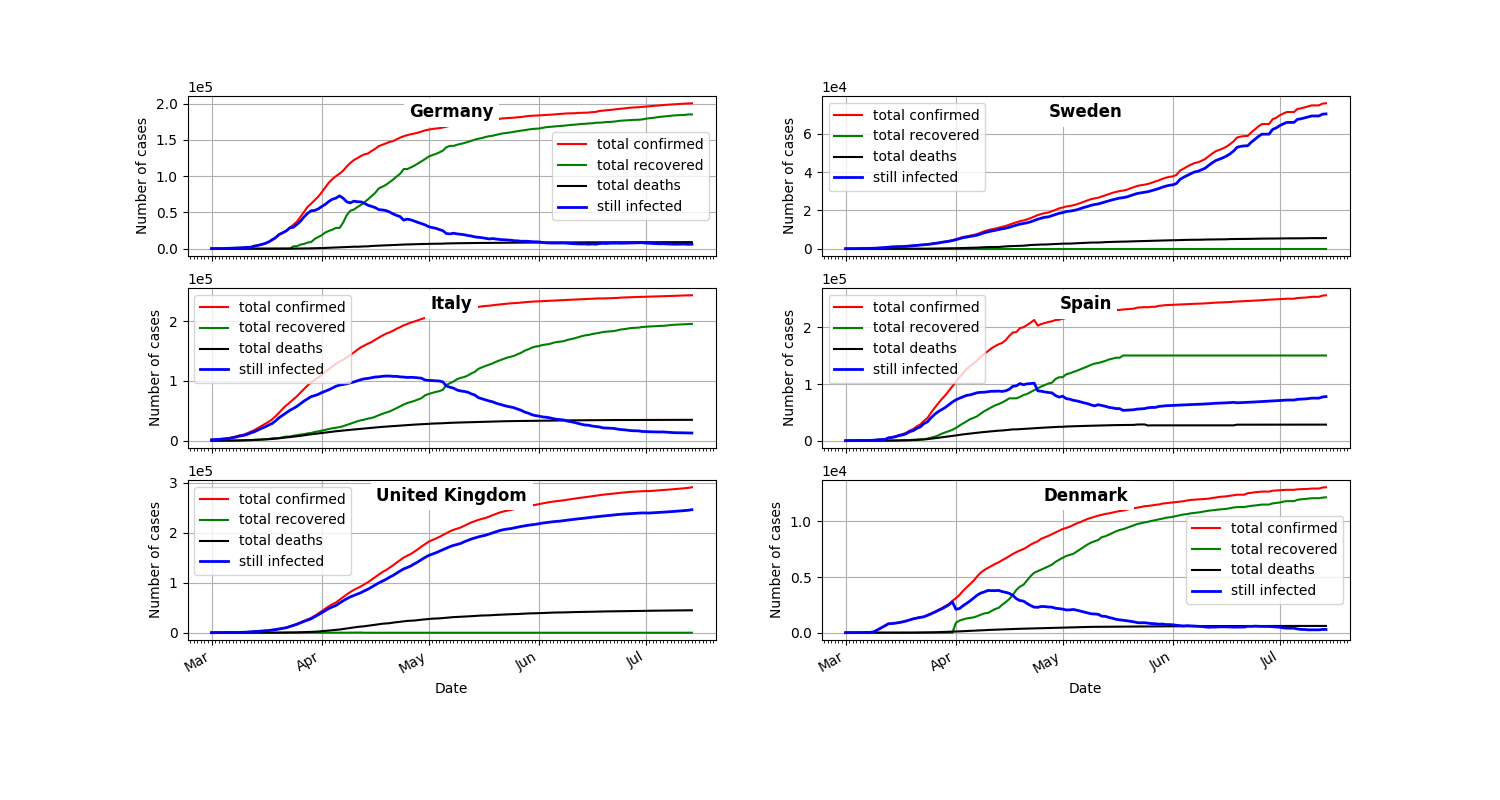 1e5
Germany
Number of cases
2.0
1.5
1.0
0.5
0.0
total confirmed
total recovered
total deaths
still infected
1e4
Sweden
Number of cases
6
4
2
0
total confirmed
total recovered
total deaths
still infected
1e5
Italy
Number of cases
2
1
0
total confirmed
total recovered
total deaths
still infected
1e5
Spain
Number of cases
2
1
0
total confirmed
total recovered
total deaths
still infected
1e5
United Kingdom
Number of cases
3
2
1
0
total confirmed
total recovered
total deaths
still infected
Mar Apr May Jun Jul
Date
1e4
Denmark
Number of cases
1.0
0.5
0.0
total confirmed
total recovered
total deaths
still infected
Mar Apr May Jun Jul
Date